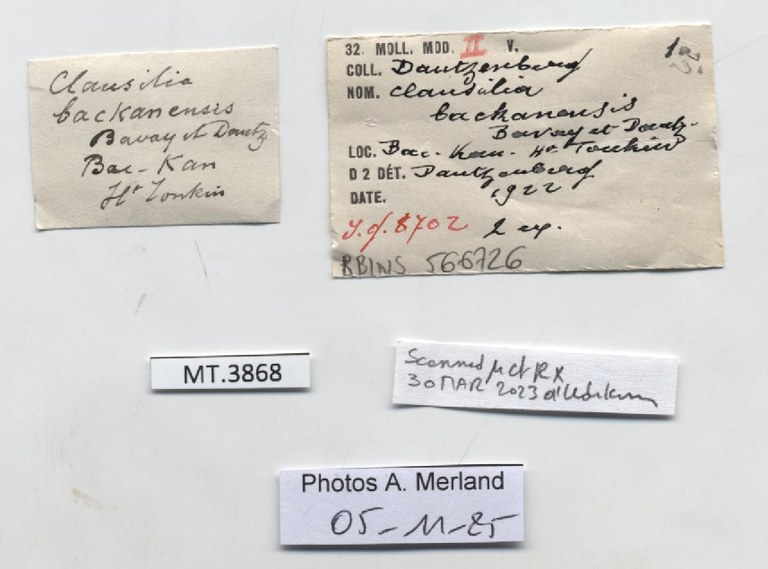 Clausilia
backanensis
Bavay et Dautz
Bac-Kan
Ht Tonkin
32. MOLL. MOD. II V.
COLL. Dautzenberg
NOM. Clausilia
backanensis
Bavay et Dautz.
LOC. Bac-Kan. Ht Tonkin
D 2 DÉT. Dautzenberg
DATE. 1922
I.G. 8702 2 ex.
RBINS 566726
MT.3868
Scanned µct RX
30 MAR 2023
Photos A. Merland
05-11-25